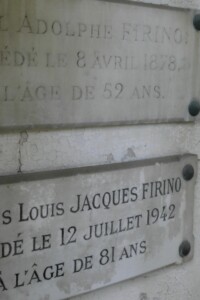 ADOLPHE FIRINO
ÉDÉ LE 8 AVRIL 1878
L'ÂGE DE 52 ANS.
S LOUIS JACQUES FIRINO
DÉ LE 12 JUILLET 1942
À L'ÂGE DE 81 ANS